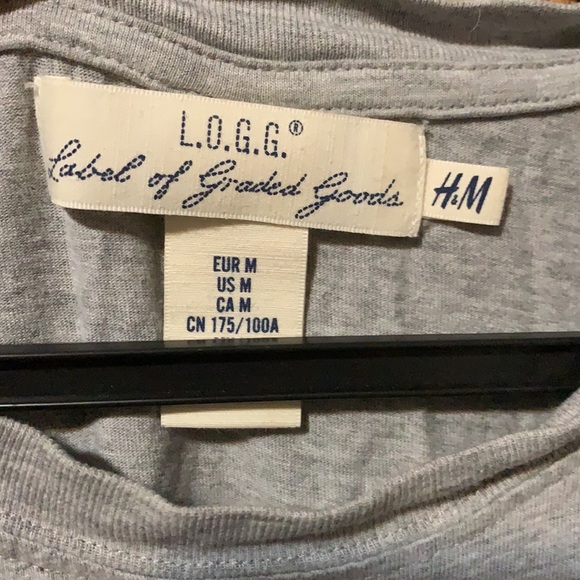 L.O.G.G.®
Label of Graded Goods
H&M
EUR M
US M
CA M
CN 175/100A